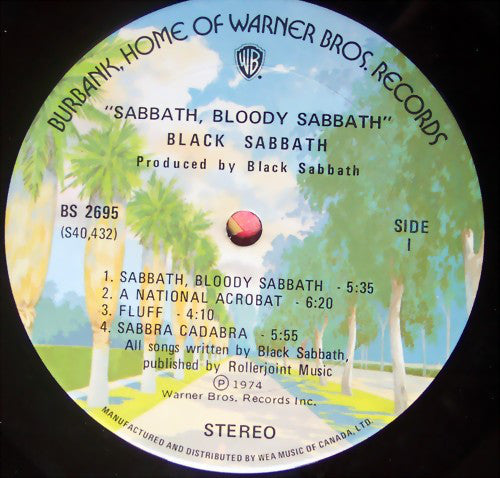 BURBANK, HOME OF WARNER BROS. RECORDS
WB
"SABBATH, BLOODY SABBATH"
BLACK SABBATH
Produced by Black Sabbath
BS 2695
(S40,432)
SIDE
I
1. SABBATH, BLOODY SABBATH - 5:35
2. A NATIONAL ACROBAT - 6:20
3. FLUFF - 4:10
4. SABBRA CADABRA - 5:55
All songs written by Black Sabbath,
published by Rollerjoint Music
Ⓟ 1974
Warner Bros. Records Inc.
STEREO
MANUFACTURED AND DISTRIBUTED BY WEA MUSIC OF CANADA, LTD.